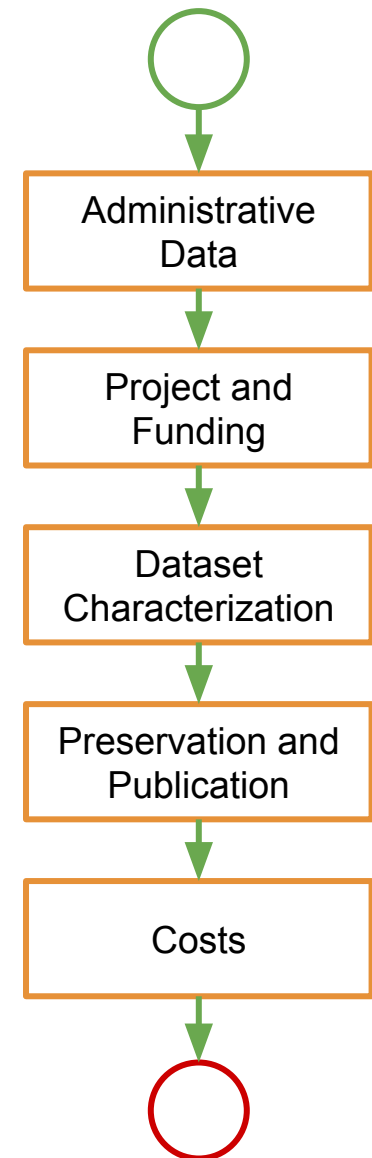 Administrative
Data
Project and
Funding
Dataset
Characterization
Preservation and
Publication
Costs